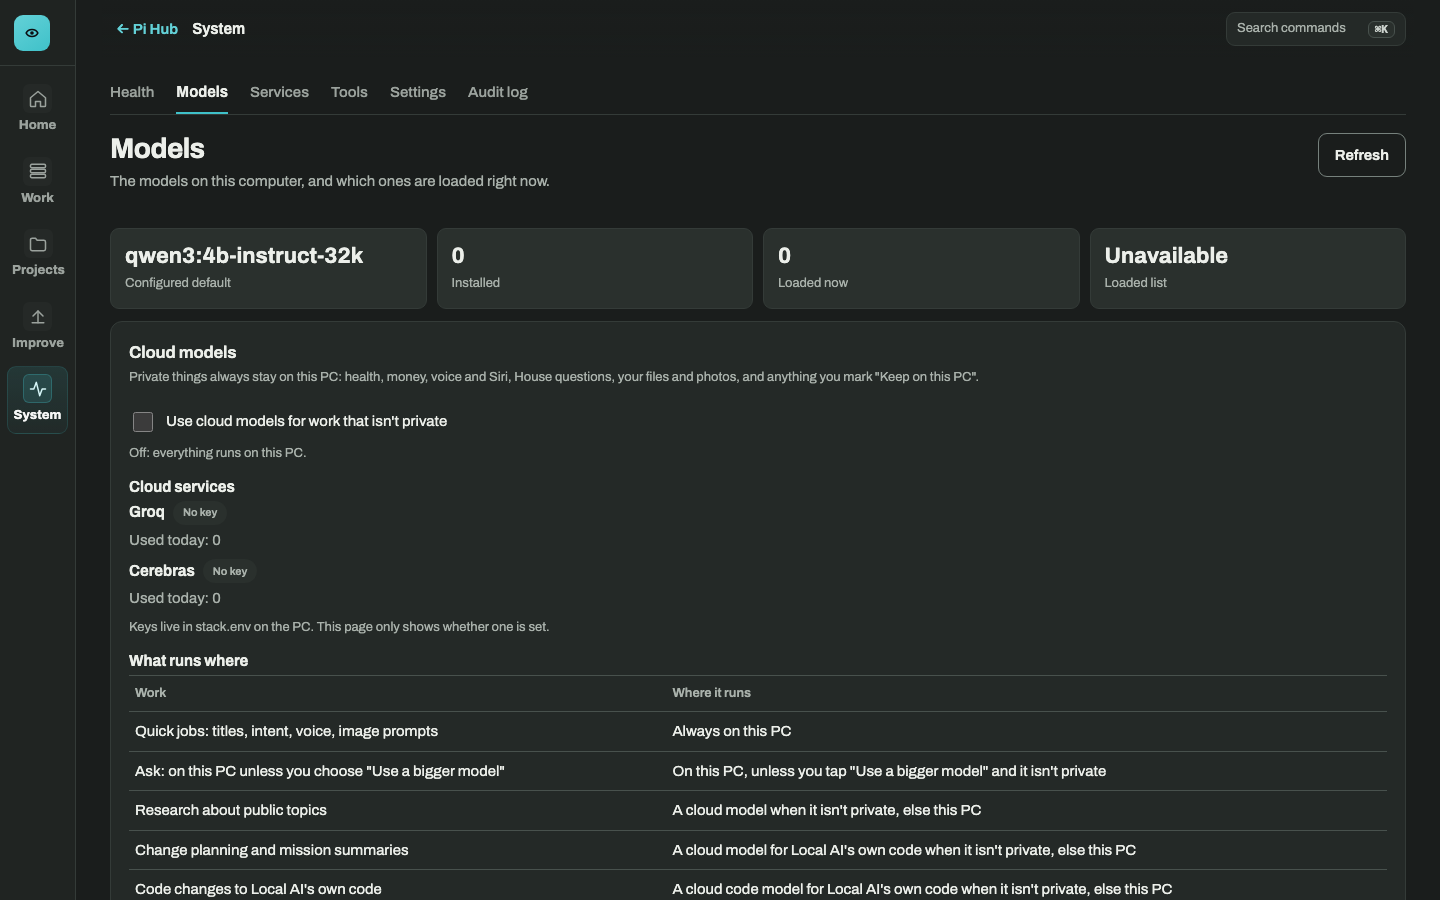 ← Pi Hub System
Search commands ⌘K
Home
Work
Projects
Improve
System
Health Models Services Tools Settings Audit log
Models
Refresh
The models on this computer, and which ones are loaded right now.
qwen3:4b-instruct-32k
Configured default
0
Installed
0
Loaded now
Unavailable
Loaded list
Cloud models
Private things always stay on this PC: health, money, voice and Siri, House questions, your files and photos, and anything you mark "Keep on this PC".
Use cloud models for work that isn't private
Off: everything runs on this PC.
Cloud services
Groq No key
Used today: 0
Cerebras No key
Used today: 0
Keys live in stack.env on the PC. This page only shows whether one is set.
What runs where
Work Where it runs
Quick jobs: titles, intent, voice, image prompts Always on this PC
Ask: on this PC unless you choose "Use a bigger model" On this PC, unless you tap "Use a bigger model" and it isn't private
Research about public topics A cloud model when it isn't private, else this PC
Change planning and mission summaries A cloud model for Local AI's own code when it isn't private, else this PC
Code changes to Local AI's own code A cloud code model for Local AI's own code when it isn't private, else this PC